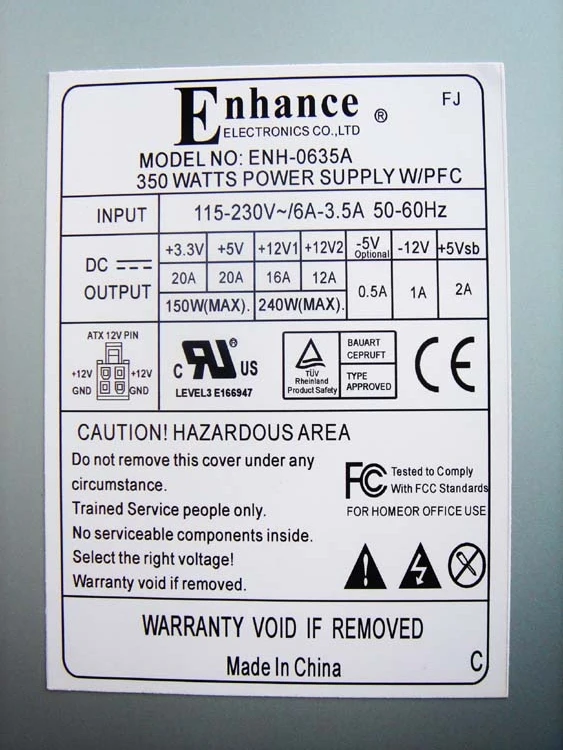 Enhance ® FJ
ELECTRONICS CO.,LTD
MODEL NO: ENH-0635A
350 WATTS POWER SUPPLY W/PFC
INPUT 115-230V~/6A-3.5A 50-60Hz
DC OUTPUT
+3.3V +5V +12V1 +12V2 -5V Optional -12V +5Vsb
20A 20A 16A 12A 0.5A 1A 2A
150W(MAX). 240W(MAX).
ATX 12V PIN
+12V +12V
GND GND
C RU US
LEVEL3 E166947
TÜV
Rheinland
Product Safety
BAUART
CEPRUFT
TYPE
APPROVED
CE
CAUTION! HAZARDOUS AREA
Do not remove this cover under any
circumstance.
Trained Service people only.
No serviceable components inside.
Select the right voltage!
Warranty void if removed.
FC Tested to Comply
With FCC Standards
FOR HOMEOR OFFICE USE
WARRANTY VOID IF REMOVED
Made In China
C